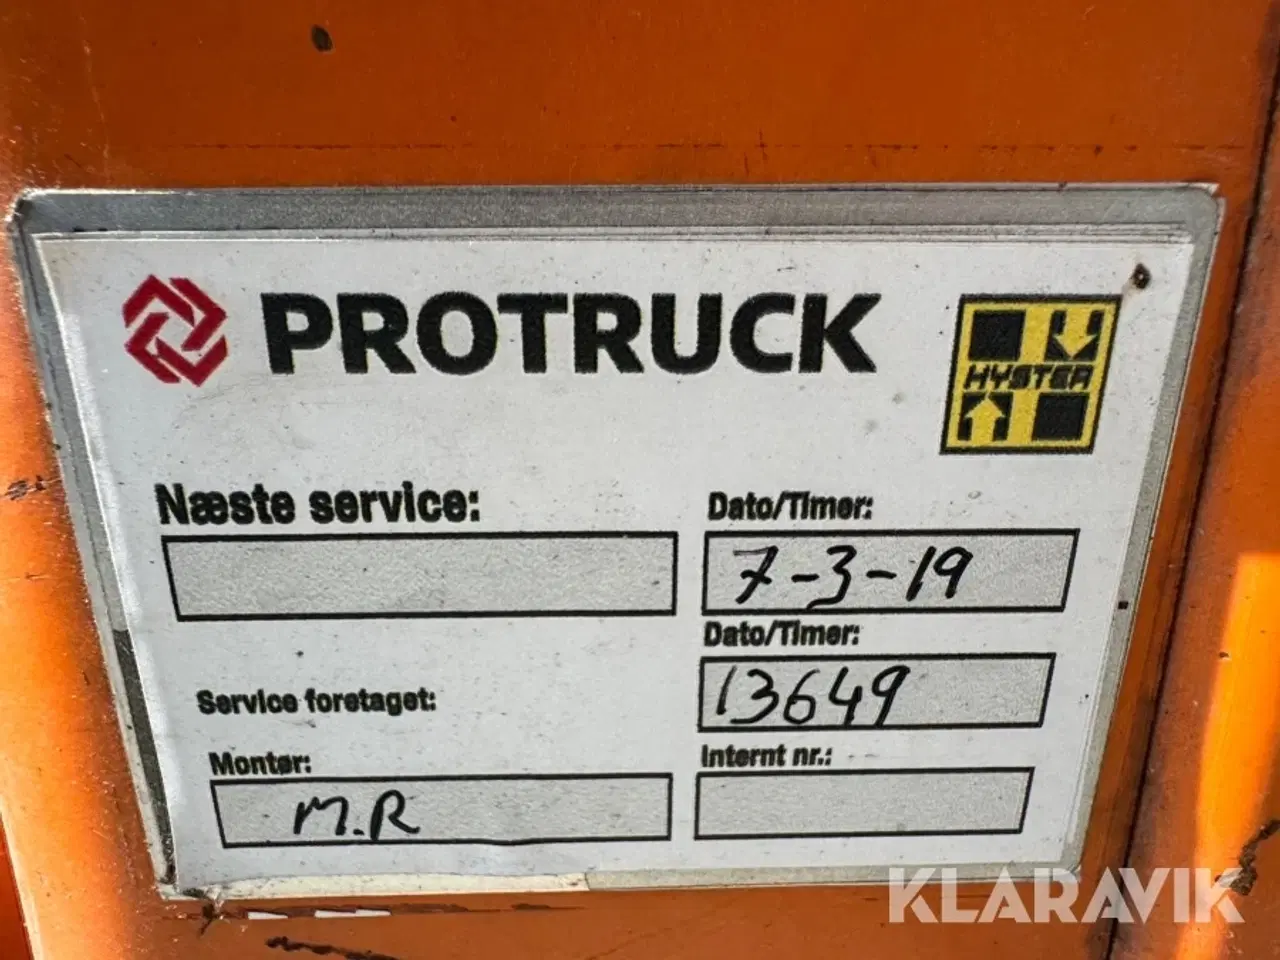 PROTRUCK
HYSTER
Næste service:
Dato/Timer:
7-3-19
Dato/Timer:
13649
Service foretaget:
Montør:
Internt nr.:
M.R
KLARAVIK